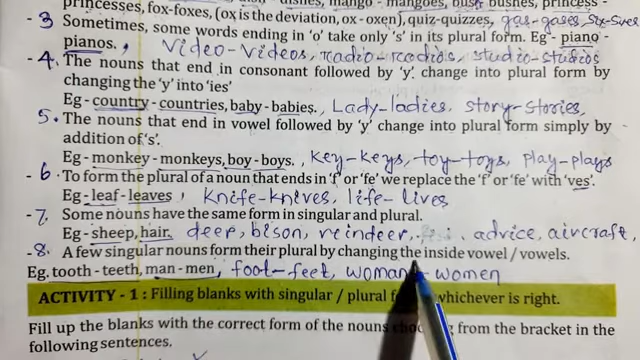 princesses, fox-foxes, (ox is the deviation, ox - oxen), quiz-quizzes, gas-gases,
- 3 Sometimes, some words ending in 'o' take only 's' in its plural form. Eg - piano -
pianos., Video-Videos, radio-radios, studio-studios
- 4. The nouns that end in consonant followed by 'y'. change into plural form by
changing the 'y' into 'ies'
Eg - country - countries, baby - babies., Lady-ladies, Story-Stories,
5. The nouns that end in vowel followed by 'y' change into plural form simply by
addition of 's'.
Eg - monkey - monkeys, boy - boys., Key-keys, toy-toys, Play-plays
- 6 To form the plural of a noun that ends in 'f' or 'fe' we replace the 'f' or 'fe' with 'ves'.
Eg - leaf - leaves, Knife-knives, life-lives
- 7. Some nouns have the same form in singular and plural.
Eg - sheep, hair, deer, bison, reindeer, advice, aircraft,
- 8. A few singular nouns form their plural by changing the inside vowel / vowels.
Eg. tooth - teeth, man - men, foot-feet, woman-women
ACTIVITY - 1 : Filling blanks with singular / plural whichever is right.
Fill up the blanks with the correct form of the nouns from the bracket in the
following sentences.